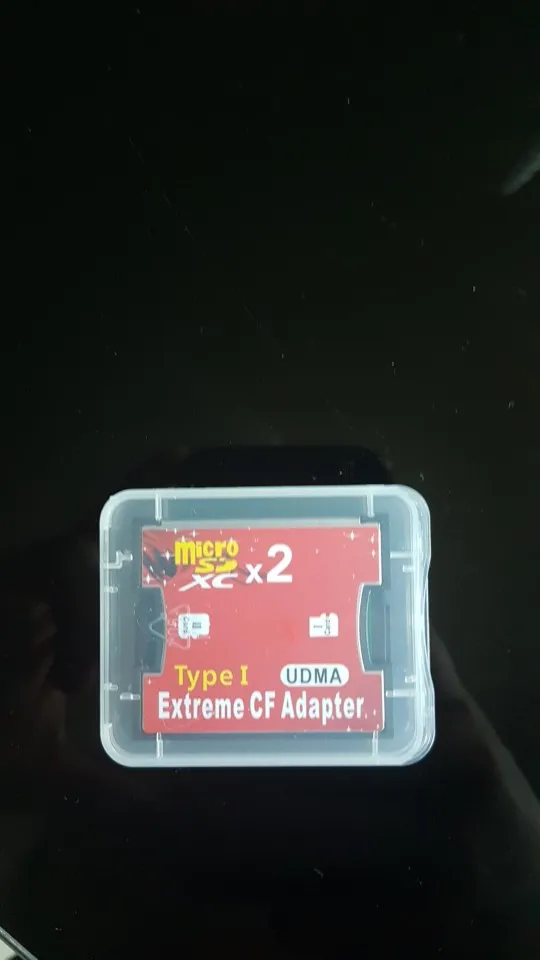 micro
SD
XC x2
Type I UDMA
Extreme CF Adapter